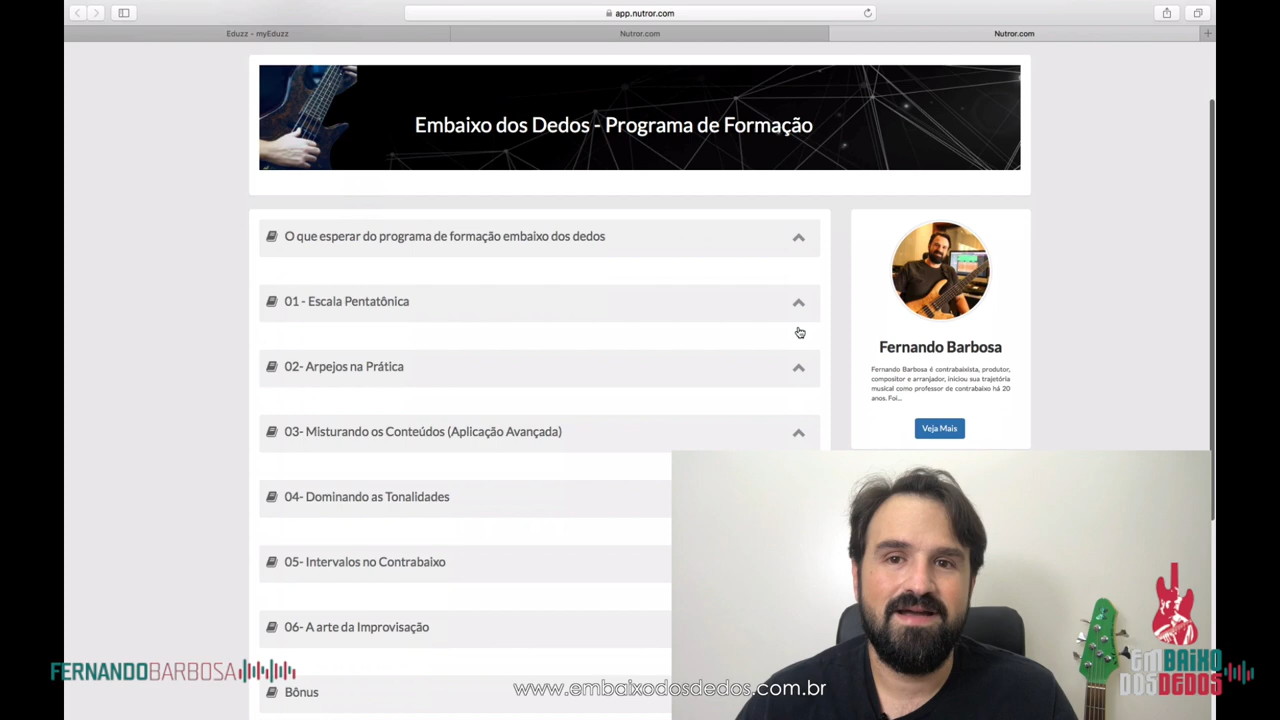 app.nutror.com
Eduzz - myEduzz
Nutror.com
Nutror.com
Embaixo dos Dedos - Programa de Formação
O que esperar do programa de formação embaixo dos dedos
01 - Escala Pentatônica
02- Arpejos na Prática
03- Misturando os Conteúdos (Aplicação Avançada)
04- Dominando as Tonalidades
05- Intervalos no Contrabaixo
06- A arte da Improvisação
Bônus
Fernando Barbosa
Fernando Barbosa é contrabaixista, produtor,
compositor e arranjador, iniciou sua trajetória
musical como professor de contrabaixo há 20
anos. Foi...
Veja Mais
FERNANDOBARBOSA
www.embaixodosdedos.com.br
EMBAIXO
DOSDEDOS